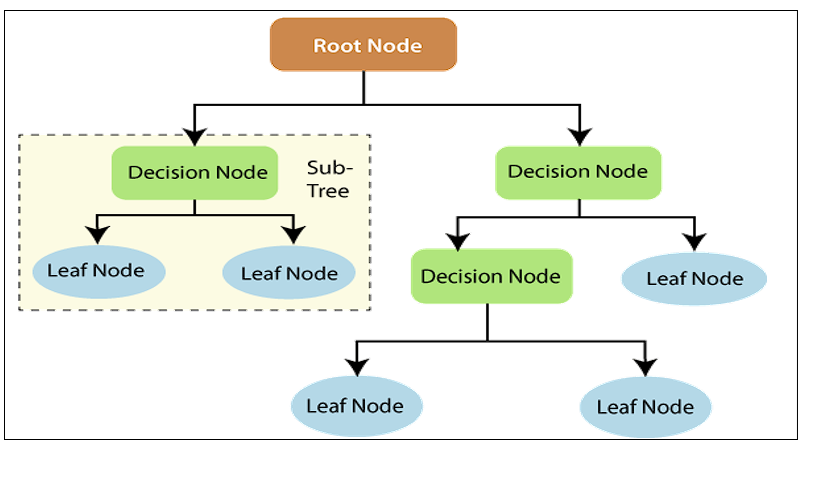 Root Node
Decision Node
Sub-
Tree
Decision Node
Leaf Node
Leaf Node
Decision Node
Leaf Node
Leaf Node
Leaf Node